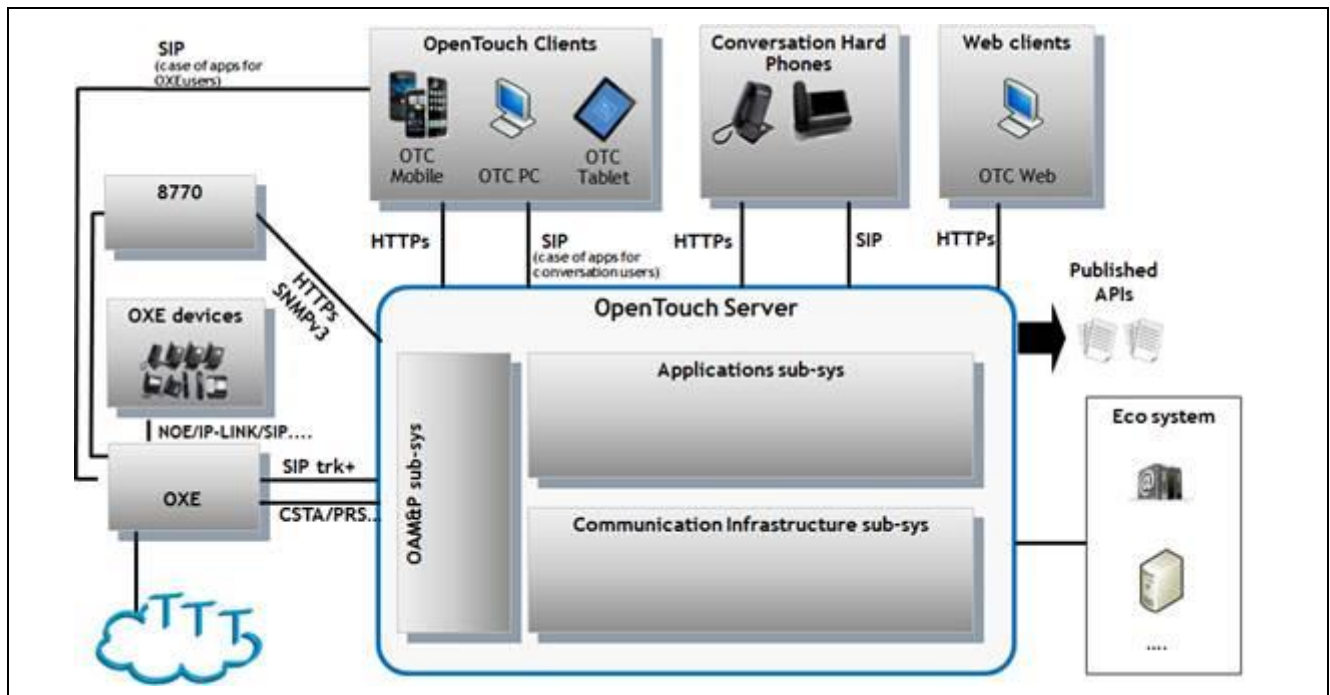 SIP
(case of apps for
OXEusers)
OpenTouch Clients
OTC
Mobile
OTC PC
OTC
Tablet
Conversation Hard
Phones
Web clients
OTC Web
8770
HTTPs
SNMPv3
HTTPs
SIP
(case of apps for
conversation users)
HTTPs
SIP
HTTPs
Published
APIs
OXE devices
NOE/IP-LINK/SIP....
OXE
SIP trk+
CSTA/PRS...
OpenTouch Server
OAM&P sub-sys
Applications sub-sys
Communication Infrastructure sub-sys
Eco system
@
....
TTT